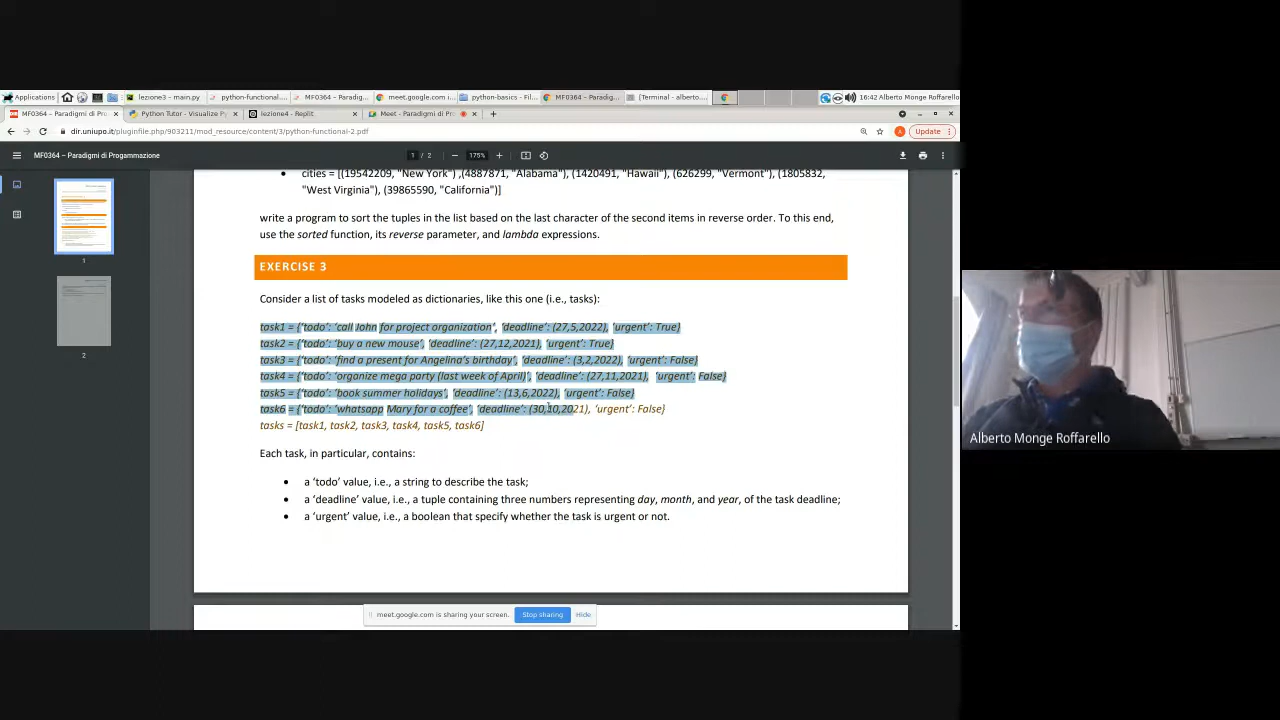 Applications
lezione3 – main.py
python-functional....
MF0364 – Paradig...
meet.google.com i...
python-basics - Fil...
MF0364 – Paradig...
[Terminal - alberto....
16:42 Alberto Monge Roffarello
MF0364 – Paradigmi di Pro
Python Tutor - Visualize Py
lezione4 - Replit
Meet - Paradigmi di Pro
dir.uniupo.it/pluginfile.php/903211/mod_resource/content/3/python-functional-2.pdf
Update
MF0364 – Paradigmi di Progammazione
1 / 2
175%
1
2
• cities = [(19542209, "New York") ,(4887871, "Alabama"), (1420491, "Hawaii"), (626299, "Vermont"), (1805832,
"West Virginia"), (39865590, "California")]
write a program to sort the tuples in the list based on the last character of the second items in reverse order. To this end,
use the sorted function, its reverse parameter, and lambda expressions.
EXERCISE 3
Consider a list of tasks modeled as dictionaries, like this one (i.e., tasks):
task1 = {‘todo’: ‘call John for project organization’, ‘deadline’: (27,5,2022), ‘urgent’: True}
task2 = {‘todo’: ‘buy a new mouse’, ‘deadline’: (27,12,2021), ‘urgent’: True}
task3 = {‘todo’: ‘find a present for Angelina’s birthday’, ‘deadline’: (3,2,2022), ‘urgent’: False}
task4 = {‘todo’: ‘organize mega party (last week of April)’, ‘deadline’: (27,11,2021), ‘urgent’: False}
task5 = {‘todo’: ‘book summer holidays’, ‘deadline’: (13,6,2022), ‘urgent’: False}
task6 = {‘todo’: ‘whatsapp Mary for a coffee’, ‘deadline’: (30,10,2021), ‘urgent’: False}
tasks = [task1, task2, task3, task4, task5, task6]
Each task, in particular, contains:
• a ‘todo’ value, i.e., a string to describe the task;
• a ‘deadline’ value, i.e., a tuple containing three numbers representing day, month, and year, of the task deadline;
• a ‘urgent’ value, i.e., a boolean that specify whether the task is urgent or not.
meet.google.com is sharing your screen.
Stop sharing
Hide
Alberto Monge Roffarello